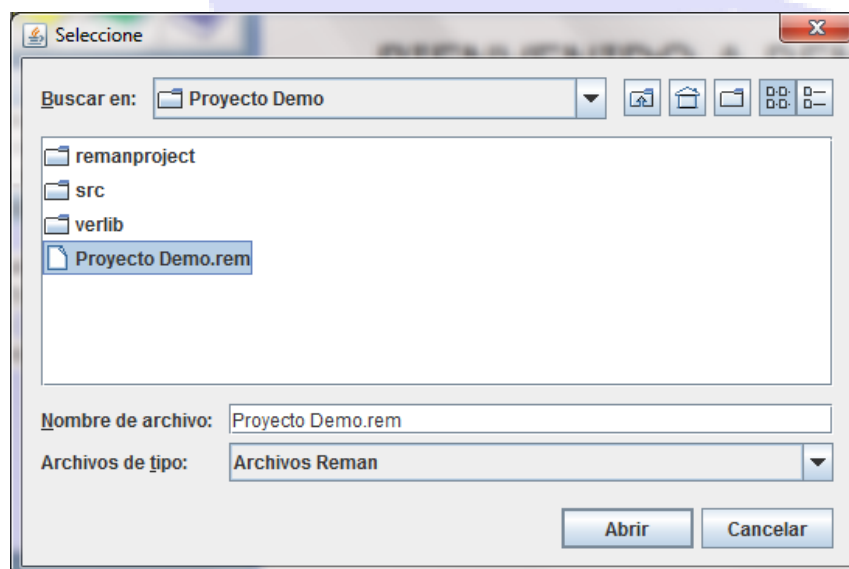 Seleccione
BIENVENIDO A
Buscar en: Proyecto Demo
remanproject
src
verlib
Proyecto Demo.rem
Nombre de archivo: Proyecto Demo.rem
Archivos de tipo: Archivos Reman
Abrir Cancelar